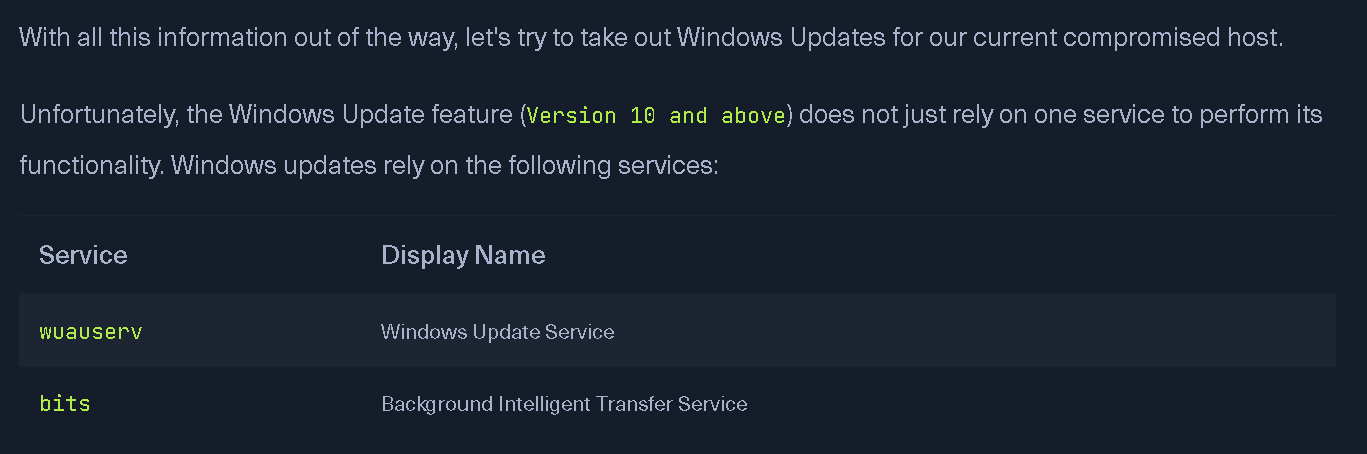 With all this information out of the way, let's try to take out Windows Updates for our current compromised host.
Unfortunately, the Windows Update feature (Version 10 and above) does not just rely on one service to perform its
functionality. Windows updates rely on the following services:
Service Display Name
wuauserv Windows Update Service
bits Background Intelligent Transfer Service